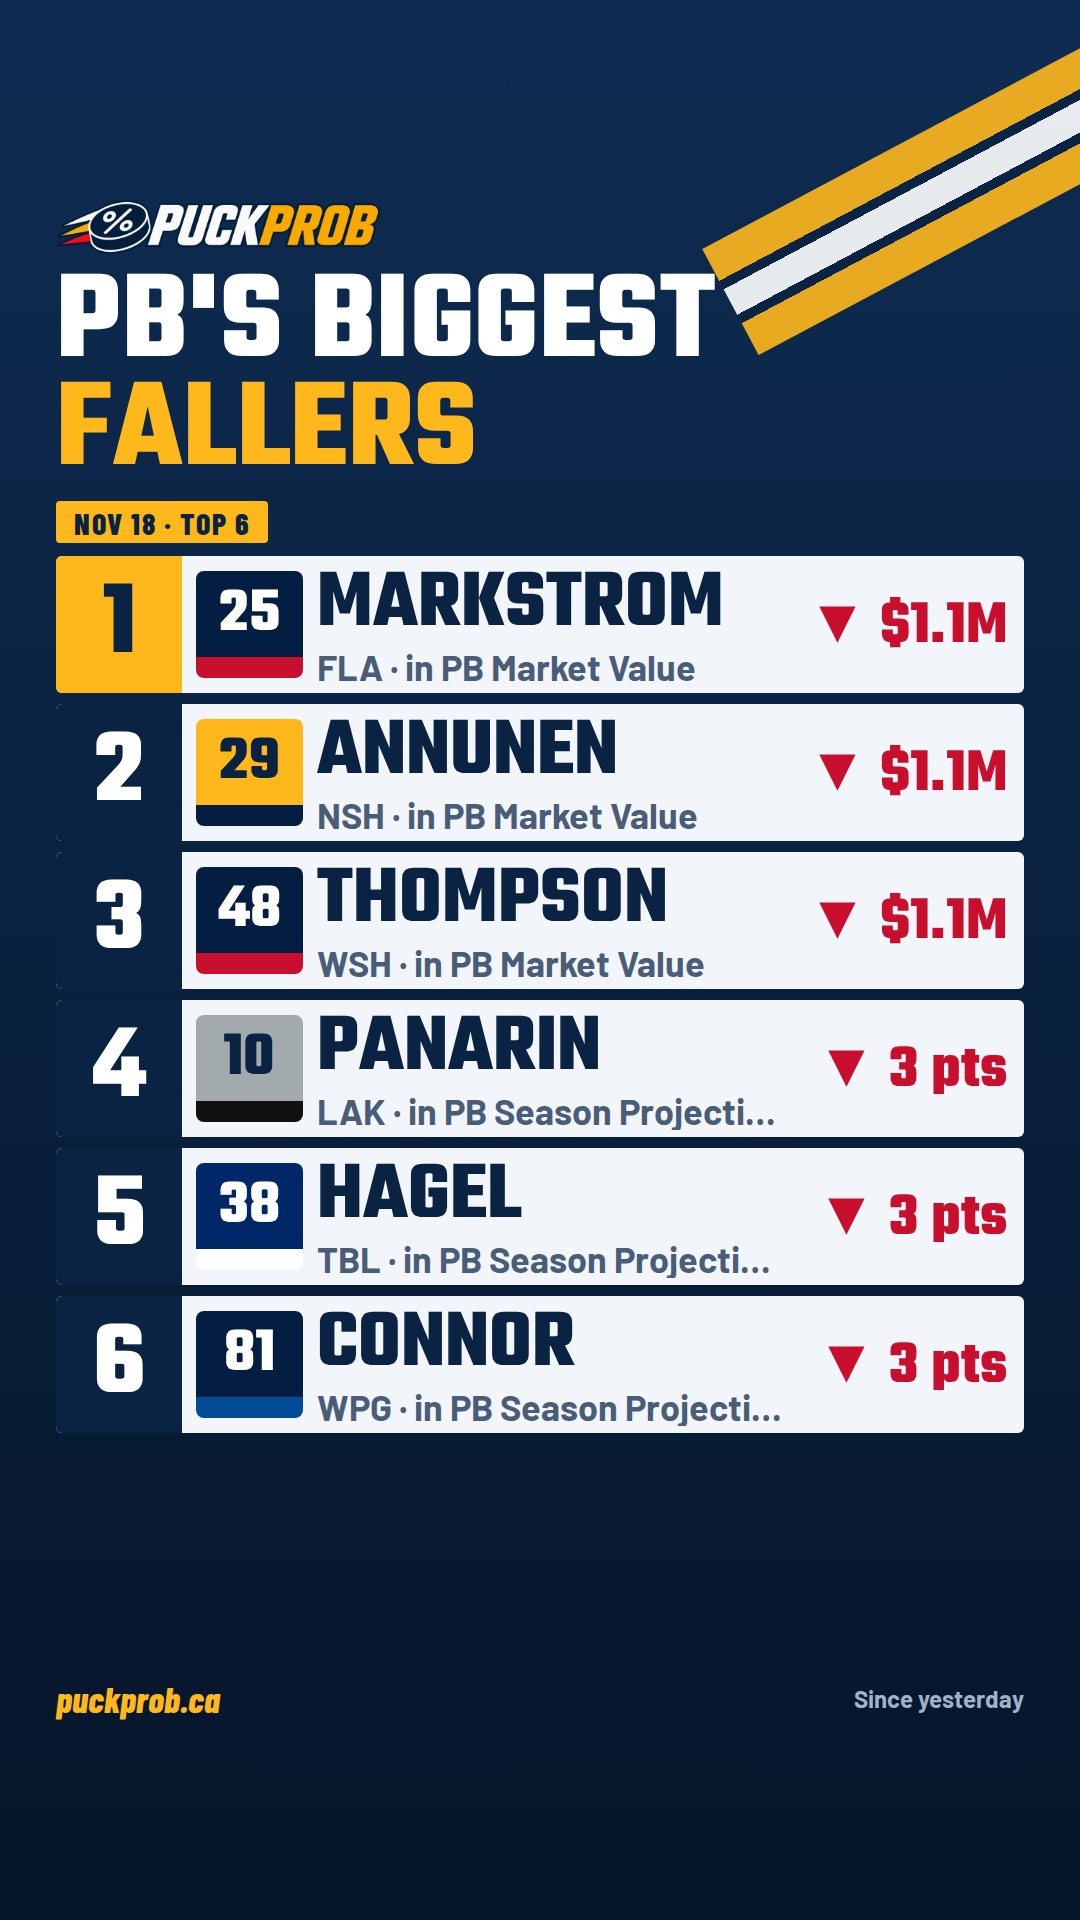 % PUCKPROB
PB'S BIGGEST
FALLERS
NOV 18 · TOP 6
1
25
MARKSTROM
FLA · in PB Market Value
▼ $1.1M
2
29
ANNUNEN
NSH · in PB Market Value
▼ $1.1M
3
48
THOMPSON
WSH · in PB Market Value
▼ $1.1M
4
10
PANARIN
LAK · in PB Season Projecti...
▼ 3 pts
5
38
HAGEL
TBL · in PB Season Projecti...
▼ 3 pts
6
81
CONNOR
WPG · in PB Season Projecti...
▼ 3 pts
puckprob.ca
Since yesterday